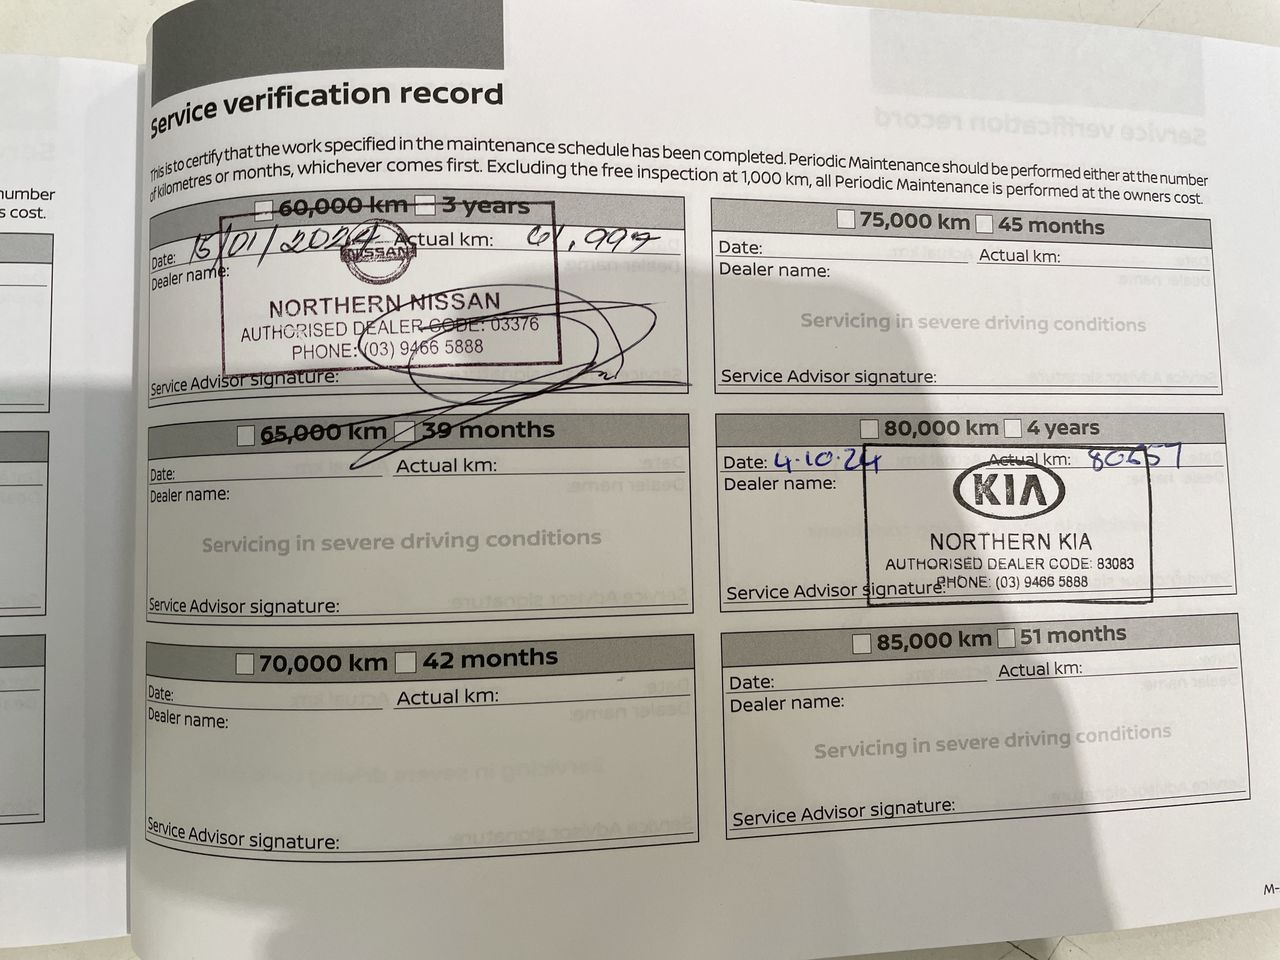 Service verification record
This is to certify that the work specified in the maintenance schedule has been completed. Periodic Maintenance should be performed either at the number
of kilometres or months, whichever comes first. Excluding the free inspection at 1,000 km, all Periodic Maintenance is performed at the owners cost.
number
s cost.
60,000 km 3 years
Date: 15/01/2024 Actual km: 61,997
Dealer name:
NISSAN
NORTHERN NISSAN
AUTHORISED DEALER CODE: 03376
PHONE: (03) 9466 5888
Service Advisor signature:
65,000 km 39 months
Date: Actual km:
Dealer name:
Servicing in severe driving conditions
Service Advisor signature:
70,000 km 42 months
Date: Actual km:
Dealer name:
Service Advisor signature:
75,000 km 45 months
Date: Actual km:
Dealer name:
Servicing in severe driving conditions
Service Advisor signature:
80,000 km 4 years
Date: 4.10.24 Actual km:
Dealer name:
KIA
NORTHERN KIA
AUTHORISED DEALER CODE: 83083
PHONE: (03) 9466 5888
Service Advisor signature:
85,000 km 51 months
Date: Actual km:
Dealer name:
Servicing in severe driving conditions
Service Advisor signature: